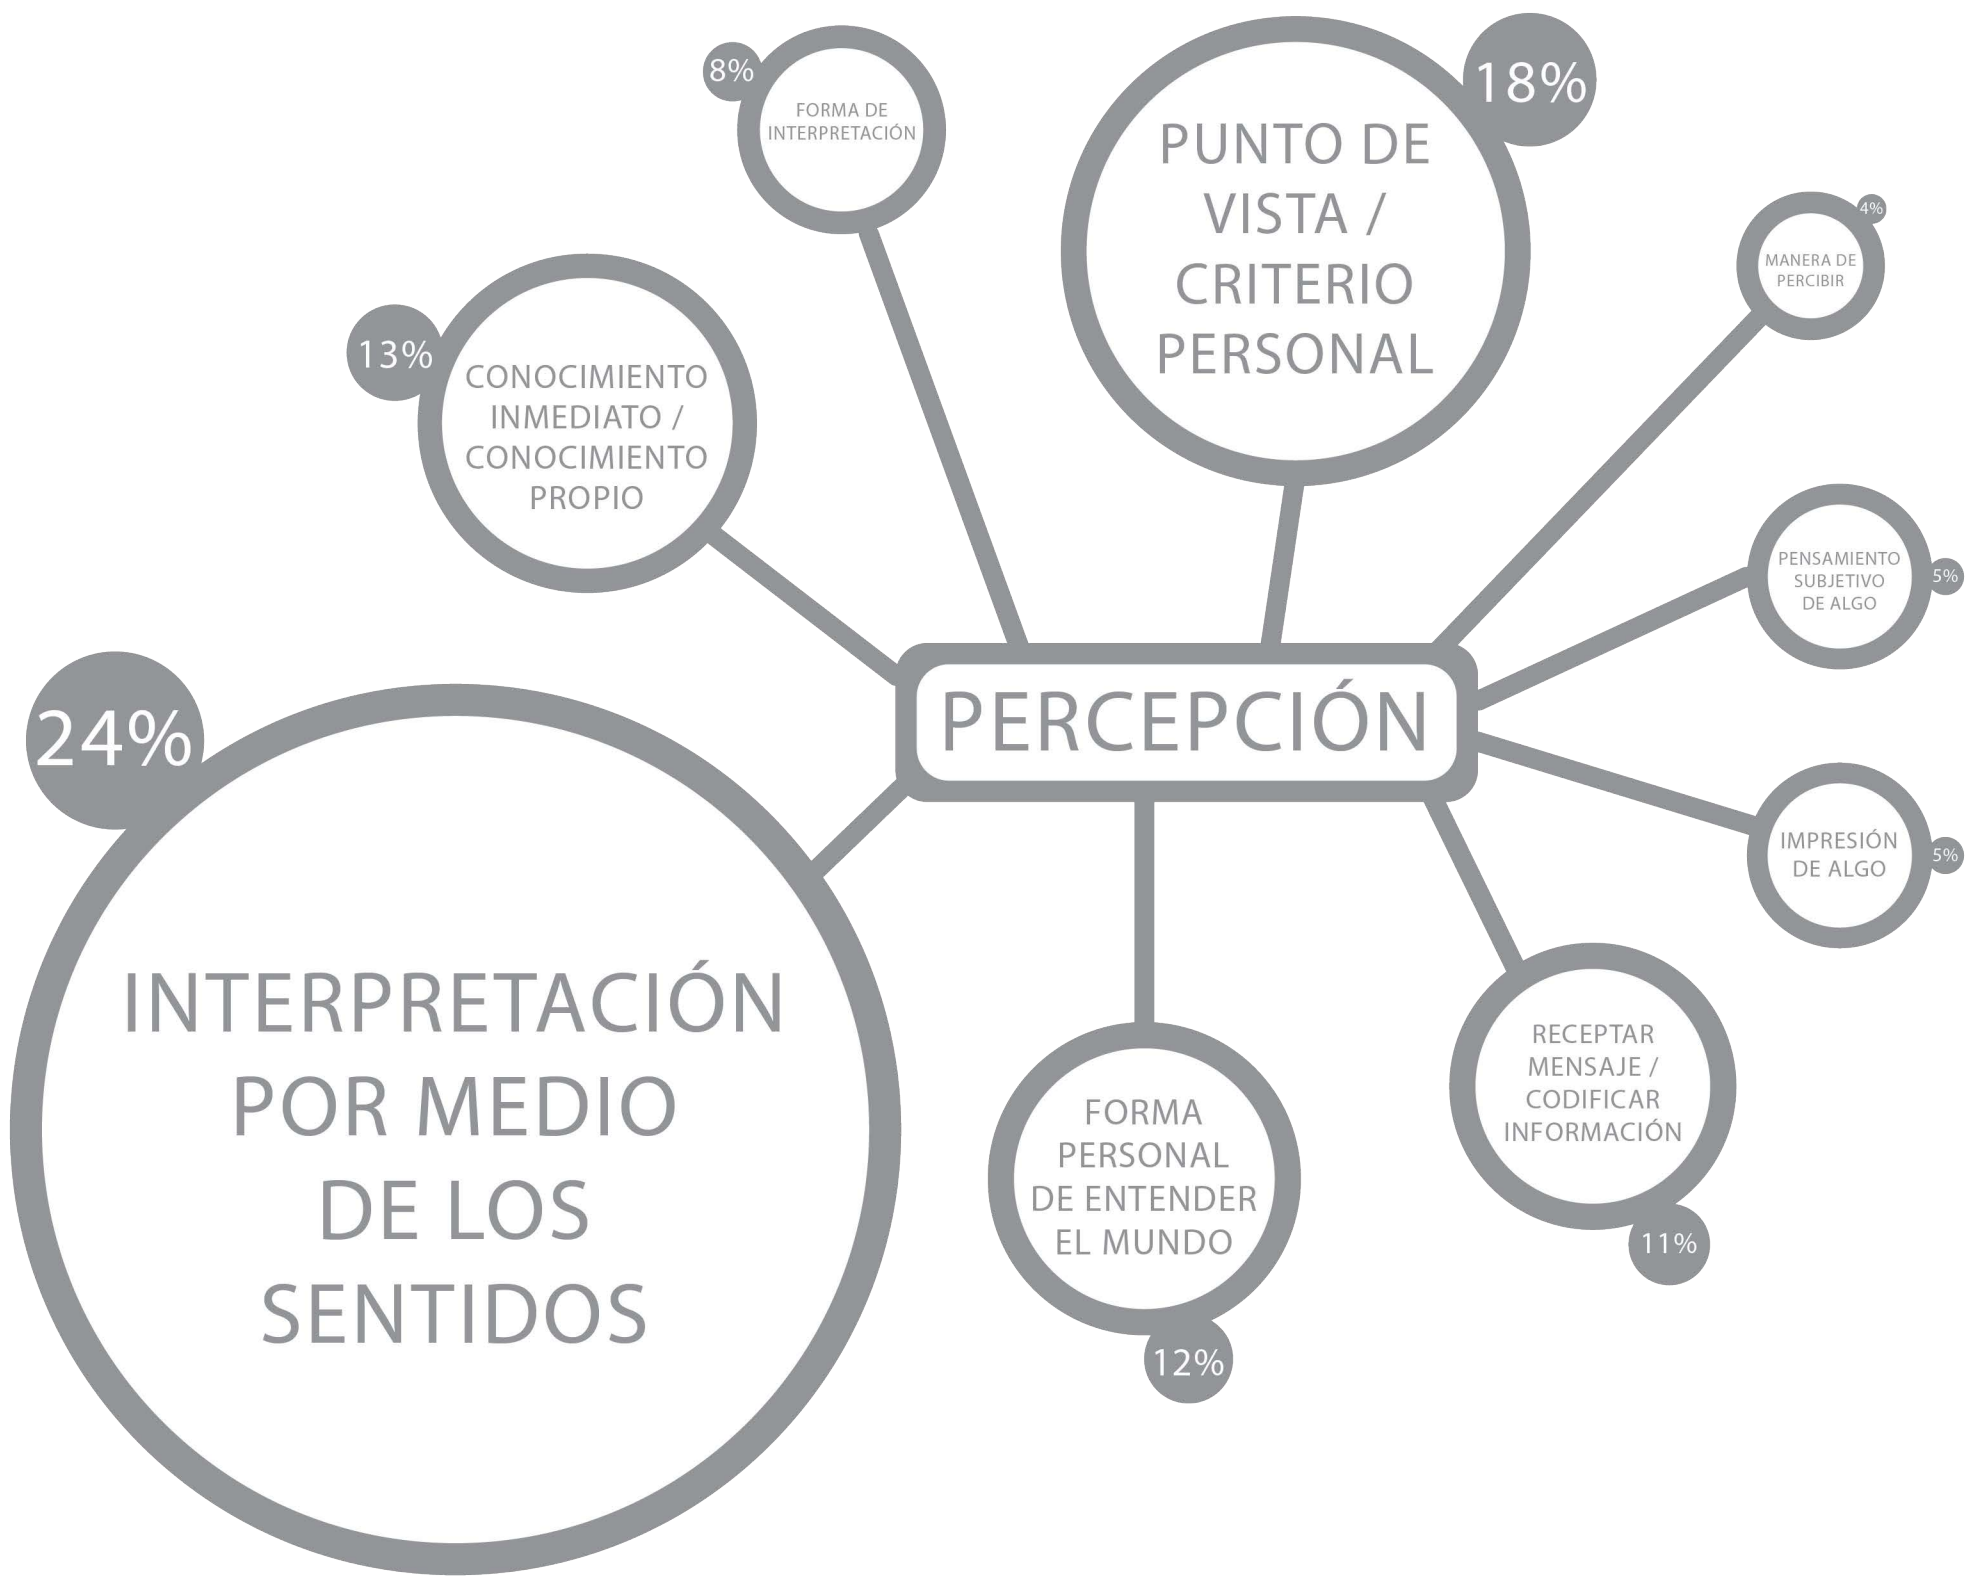 8%
FORMA DE
INTERPRETACIÓN
18%
PUNTO DE
VISTA /
CRITERIO
PERSONAL
4%
MANERA DE
PERCIBIR
13%
CONOCIMIENTO
INMEDIATO /
CONOCIMIENTO
PROPIO
PENSAMIENTO
SUBJETIVO
DE ALGO
5%
PERCEPCIÓN
24%
INTERPRETACIÓN
POR MEDIO
DE LOS
SENTIDOS
IMPRESIÓN
DE ALGO
5%
RECEPTAR
MENSAJE /
CODIFICAR
INFORMACIÓN
11%
FORMA
PERSONAL
DE ENTENDER
EL MUNDO
12%